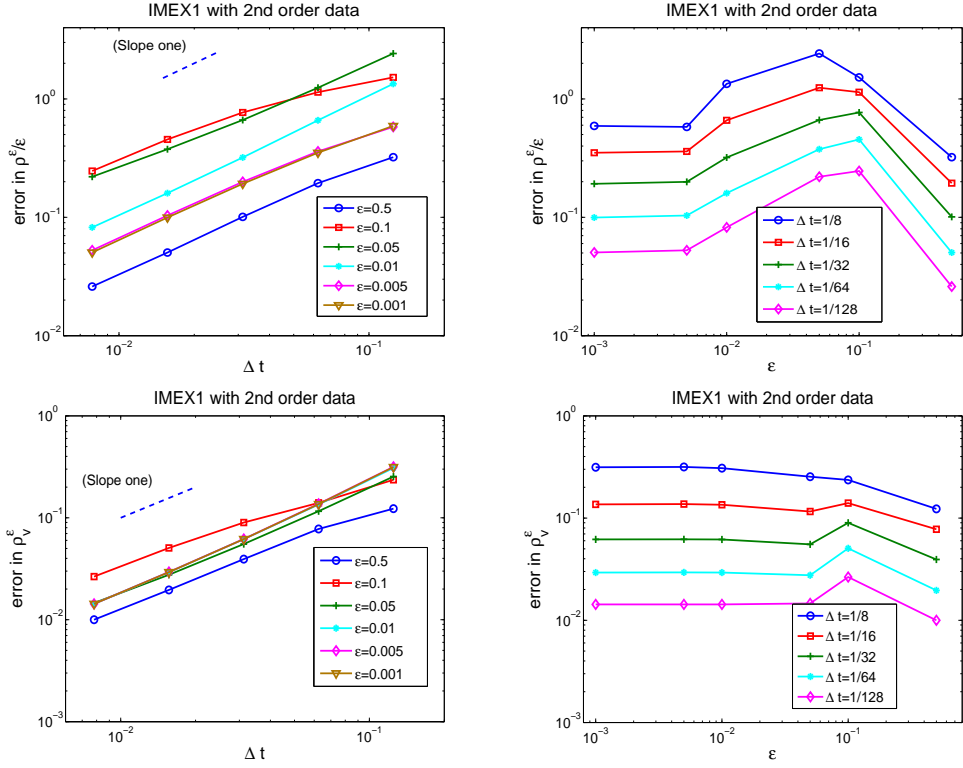 IMEX1 with 2nd order data
(Slope one)
error in ρ^ε/ε
10^0
10^-1
10^-2
10^-2
10^-1
Δ t
ε=0.5
ε=0.1
ε=0.05
ε=0.01
ε=0.005
ε=0.001
IMEX1 with 2nd order data
error in ρ^ε/ε
10^0
10^-1
10^-2
10^-3
10^-2
10^-1
ε
Δ t=1/8
Δ t=1/16
Δ t=1/32
Δ t=1/64
Δ t=1/128
IMEX1 with 2nd order data
(Slope one)
error in ρ_v^ε
10^0
10^-1
10^-2
10^-3
10^-2
10^-1
Δ t
ε=0.5
ε=0.1
ε=0.05
ε=0.01
ε=0.005
ε=0.001
IMEX1 with 2nd order data
error in ρ_v^ε
10^0
10^-1
10^-2
10^-3
10^-3
10^-2
10^-1
ε
Δ t=1/8
Δ t=1/16
Δ t=1/32
Δ t=1/64
Δ t=1/128